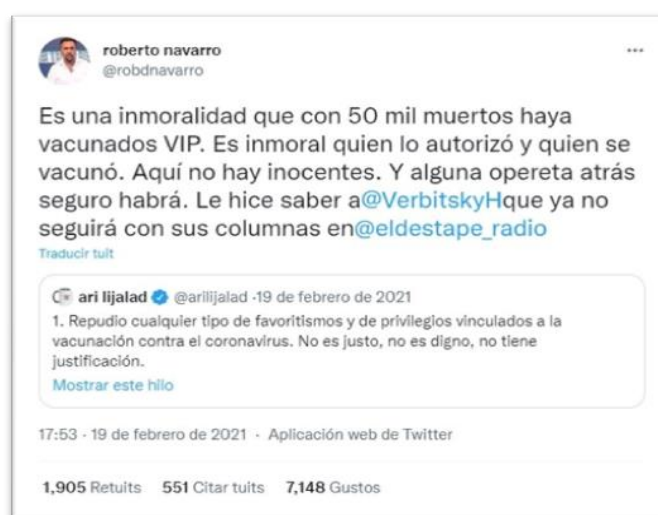 roberto navarro
@robdnavarro
Es una inmoralidad que con 50 mil muertos haya
vacunados VIP. Es inmoral quien lo autorizó y quien se
vacunó. Aquí no hay inocentes. Y alguna opereta atrás
seguro habrá. Le hice saber a@VerbitskyHque ya no
seguirá con sus columnas en@eldestape_radio
Traducir tuit
ari lijalad @arilijalad -19 de febrero de 2021
1. Repudio cualquier tipo de favoritismos y de privilegios vinculados a la
vacunación contra el coronavirus. No es justo, no es digno, no tiene
justificación.
Mostrar este hilo
17:53 · 19 de febrero de 2021 · Aplicación web de Twitter
1,905 Retuits 551 Citar tuits 7,148 Gustos